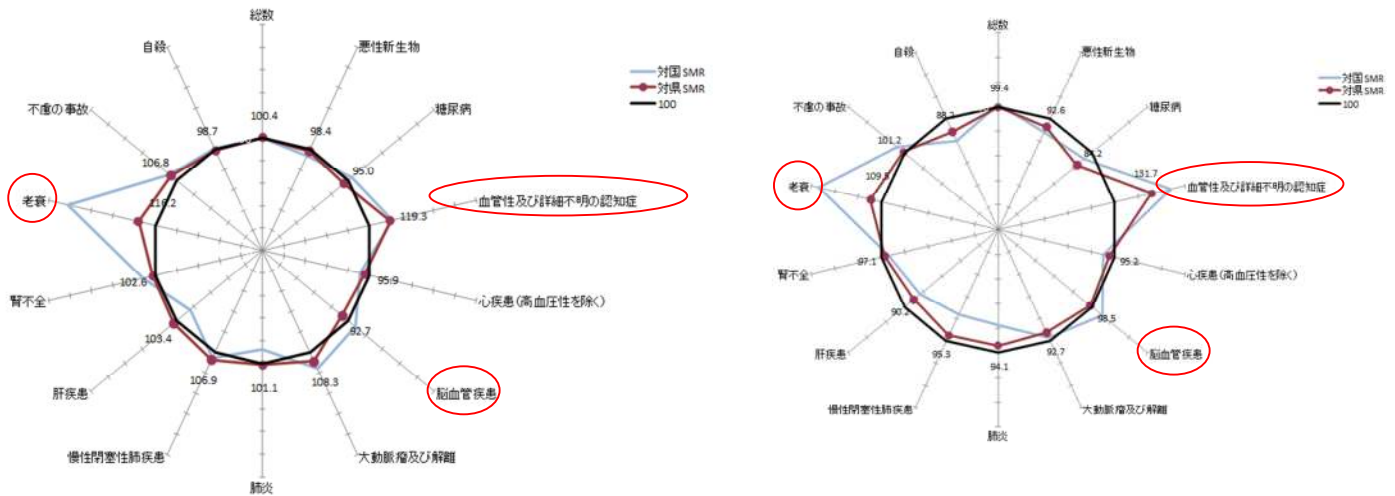 総数
自殺
悪性新生物
対国SMR
対県SMR
100
不慮の事故
糖尿病
100.4
98.7
98.4
106.8
95.0
老衰
116.2
血管性及び詳細不明の認知症
119.3
腎不全
102.6
95.9
心疾患(高血圧性を除く)
103.4
92.7
肝疾患
106.9
101.1
108.3
脳血管疾患
慢性閉塞性肺疾患
大動脈瘤及び解離
肺炎
総数
自殺
悪性新生物
対国SMR
対県SMR
100
不慮の事故
糖尿病
99.4
88.2
92.6
101.2
84.2
老衰
109.5
131.7
血管性及び詳細不明の認知症
腎不全
97.1
95.2
心疾患(高血圧性を除く)
90.2
98.5
肝疾患
95.3
94.1
92.7
脳血管疾患
慢性閉塞性肺疾患
大動脈瘤及び解離
肺炎